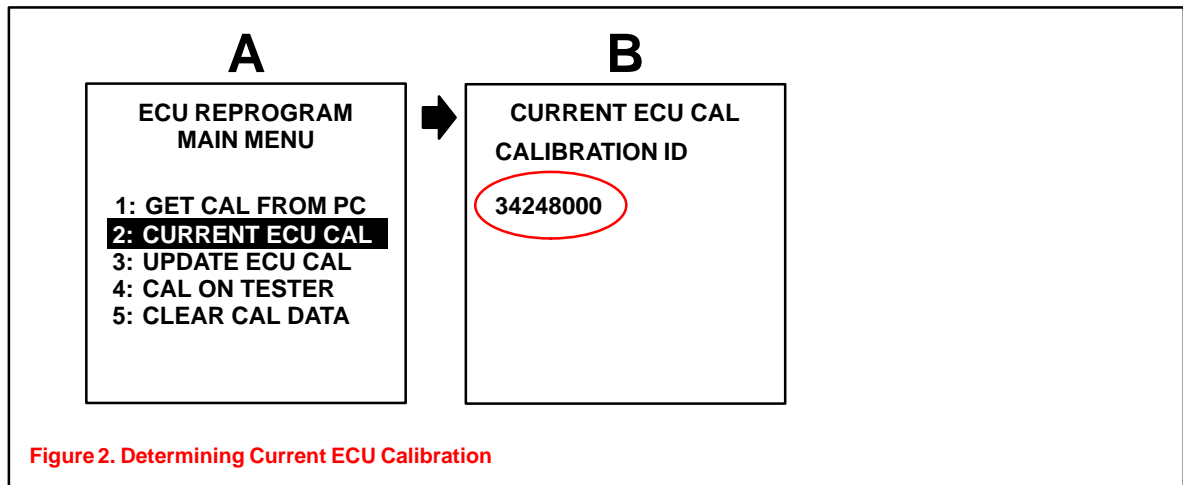 A
ECU REPROGRAM
MAIN MENU
1: GET CAL FROM PC
2: CURRENT ECU CAL
3: UPDATE ECU CAL
4: CAL ON TESTER
5: CLEAR CAL DATA
B
CURRENT ECU CAL
CALIBRATION ID
34248000
Figure 2. Determining Current ECU Calibration